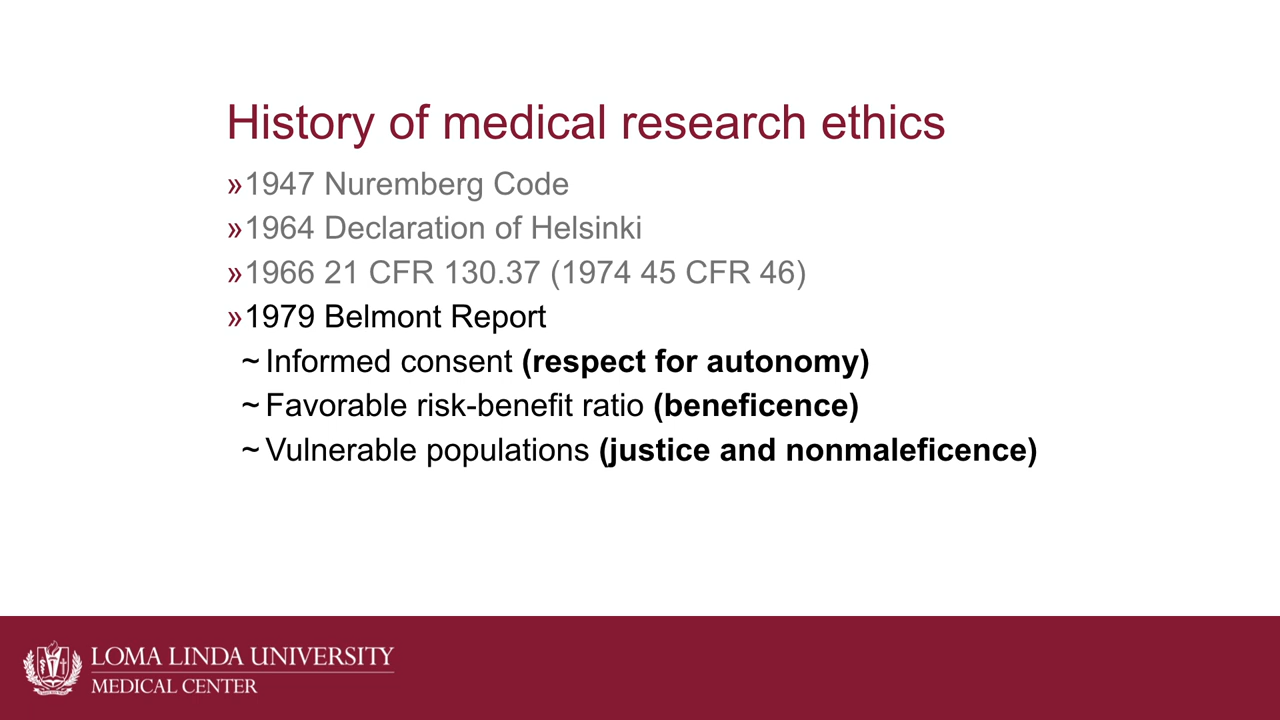 History of medical research ethics
»1947 Nuremberg Code
»1964 Declaration of Helsinki
»1966 21 CFR 130.37 (1974 45 CFR 46)
»1979 Belmont Report
~ Informed consent (respect for autonomy)
~ Favorable risk-benefit ratio (beneficence)
~ Vulnerable populations (justice and nonmaleficence)
LOMA LINDA UNIVERSITY
MEDICAL CENTER